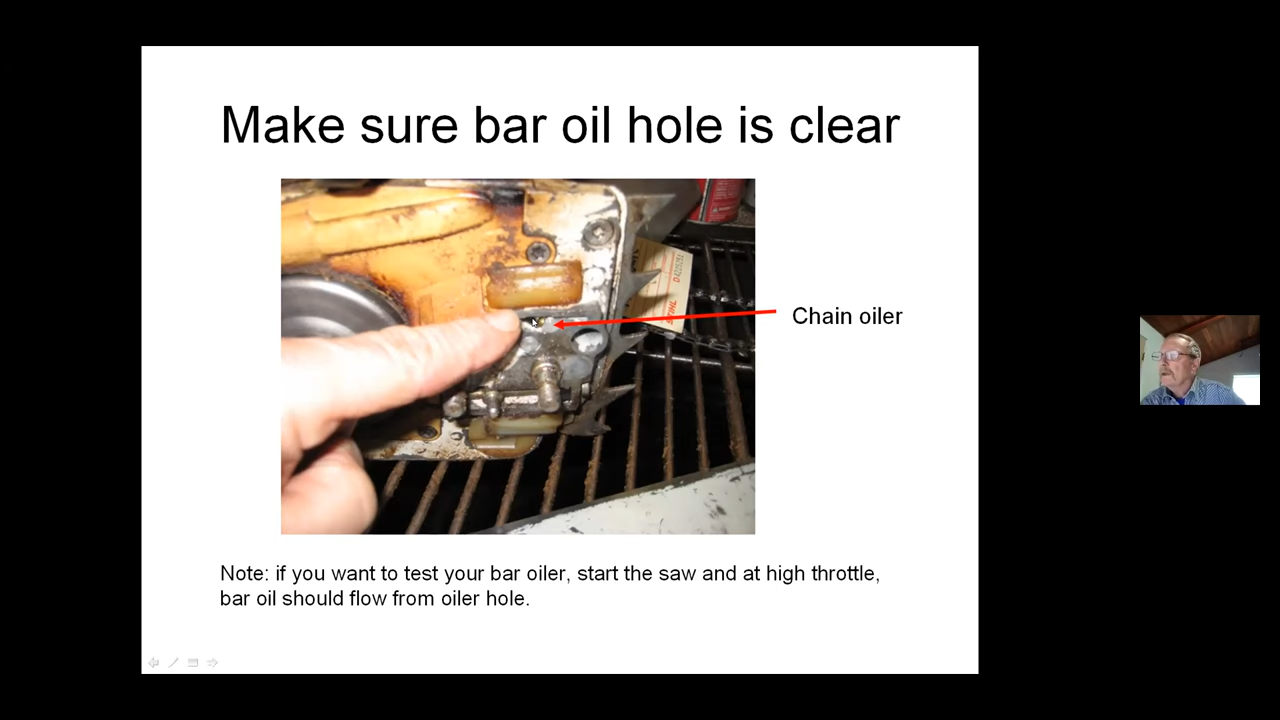 Make sure bar oil hole is clear
STIHL
Chain oiler
Note: if you want to test your bar oiler, start the saw and at high throttle,
bar oil should flow from oiler hole.